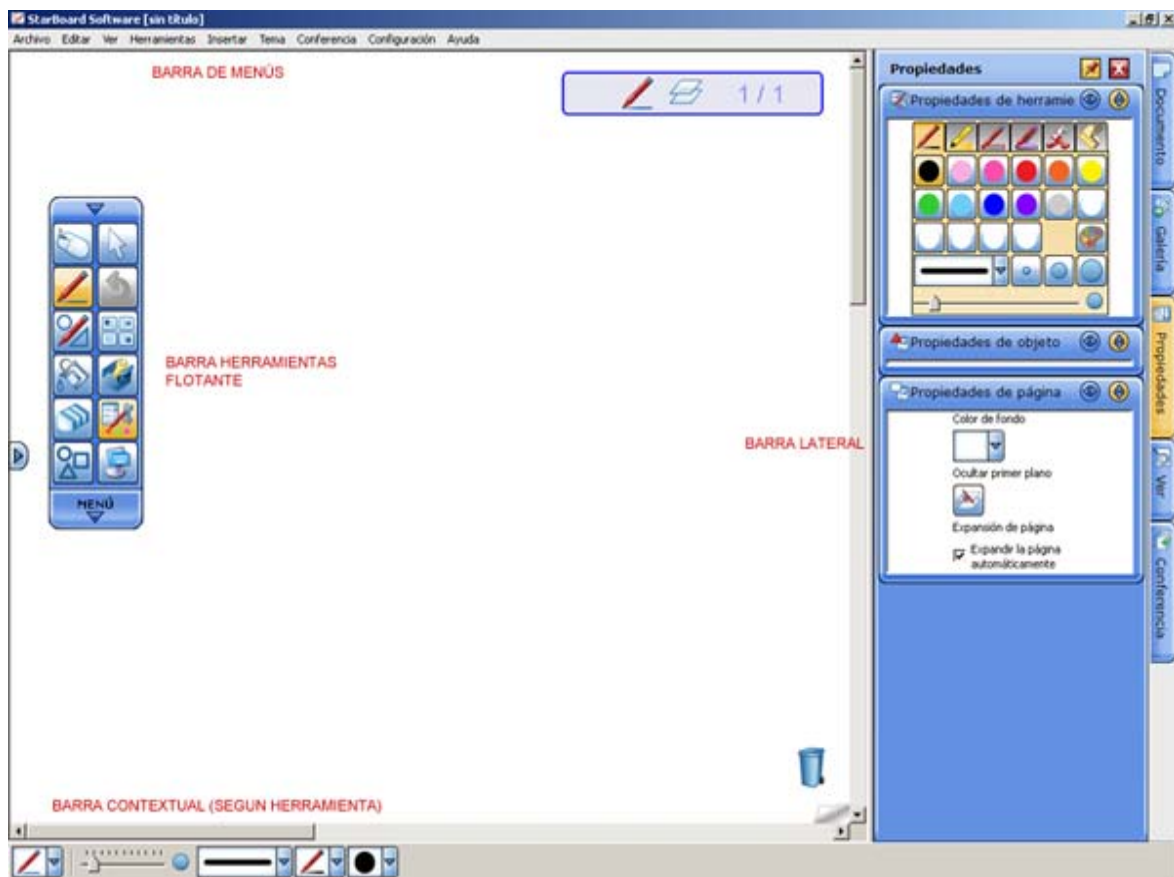 StarBoard Software [sin título]
Archivo Editar Ver Herramientas Insertar Tema Conferencia Configuración Ayuda
BARRA DE MENÚS
1 / 1
Propiedades
Propiedades de herramie
Documento
Galería
Propiedades
Ver
Conferencia
BARRA HERRAMIENTAS
FLOTANTE
MENÚ
Propiedades de objeto
Propiedades de página
Color de fondo
Ocultar primer plano
Expansión de página
Expandir la página
automáticamente
BARRA LATERAL
BARRA CONTEXTUAL (SEGUN HERRAMIENTA)